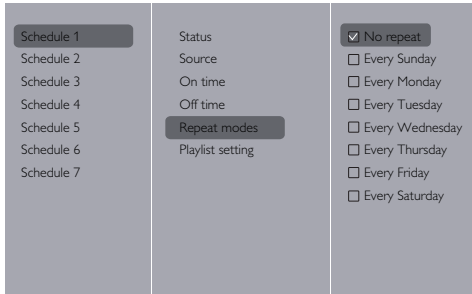 Schedule 1
Schedule 2
Schedule 3
Schedule 4
Schedule 5
Schedule 6
Schedule 7
Status
Source
On time
Off time
Repeat modes
Playlist setting
No repeat
Every Sunday
Every Monday
Every Tuesday
Every Wednesday
Every Thursday
Every Friday
Every Saturday